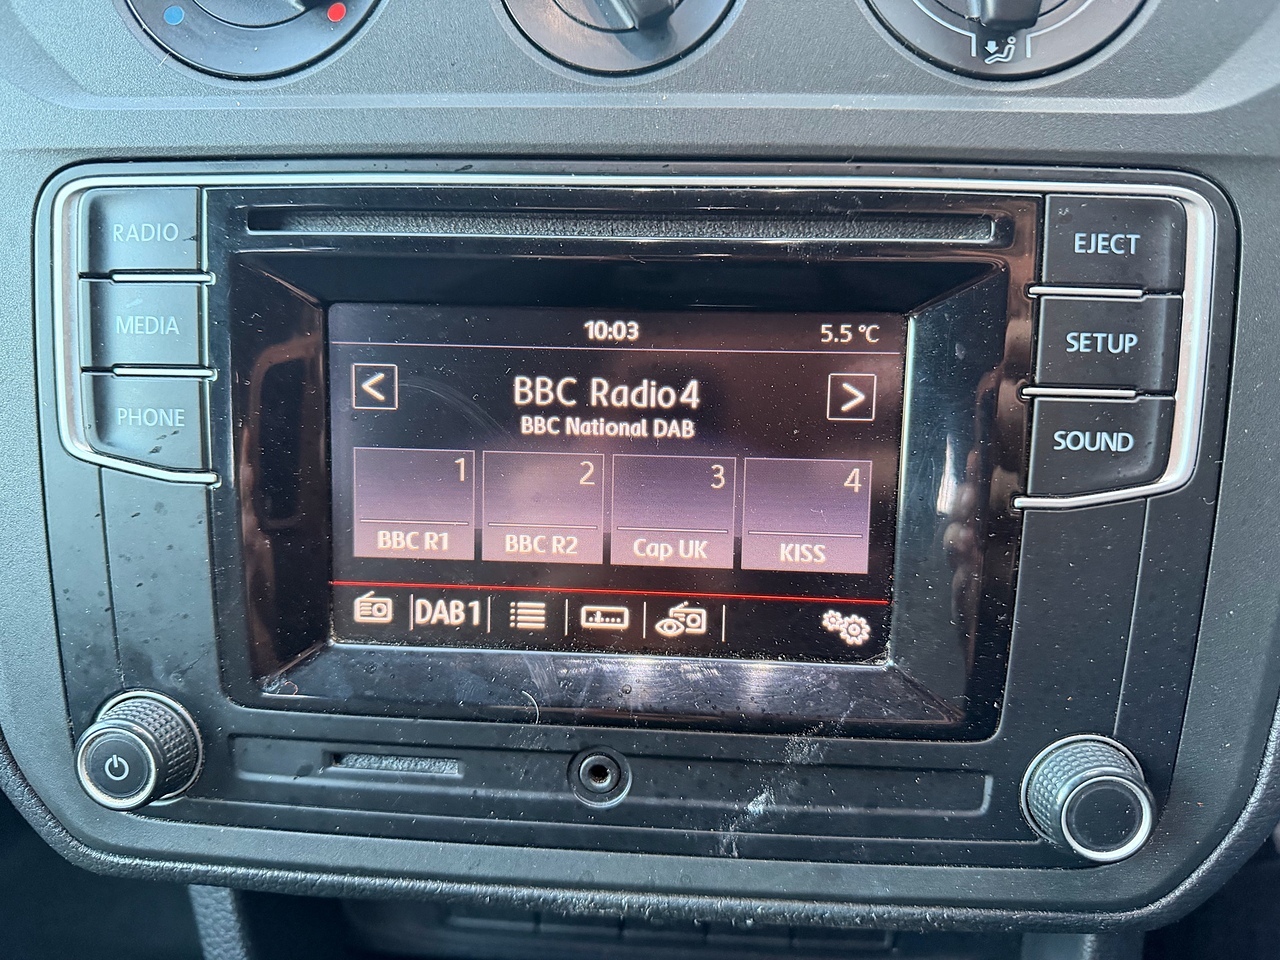 RADIO
MEDIA
PHONE
EJECT
SETUP
SOUND
10:03
5.5 °C
<
BBC Radio4
>
BBC National DAB
1
2
3
4
BBC R1
BBC R2
Cap UK
KISS
DAB1